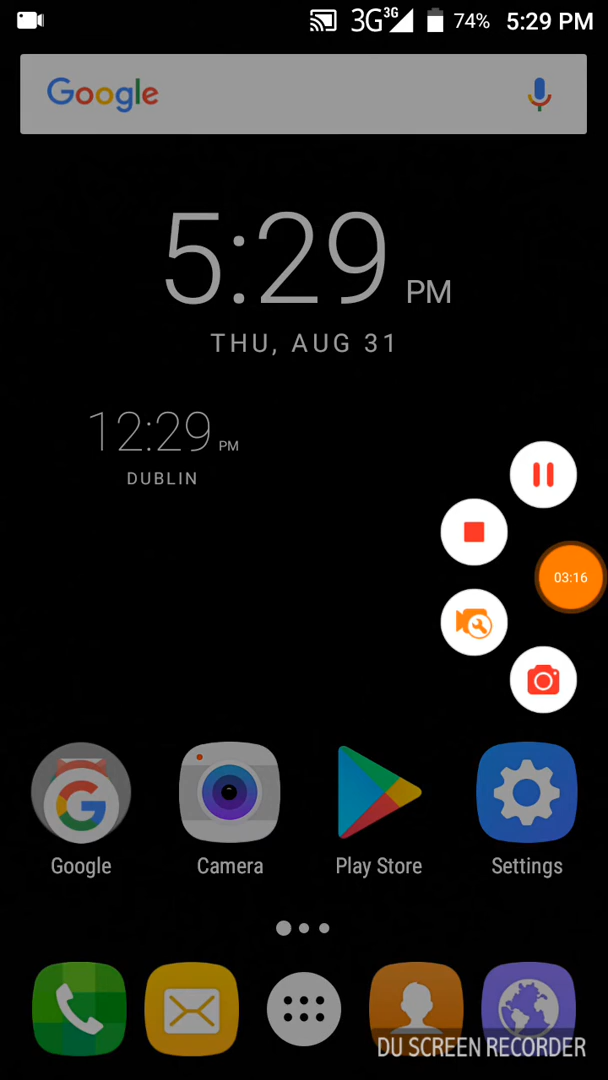 3G 3G 74% 5:29 PM
Google
5:29 PM
THU, AUG 31
12:29 PM
DUBLIN
03:16
Google Camera Play Store Settings
DU SCREEN RECORDER